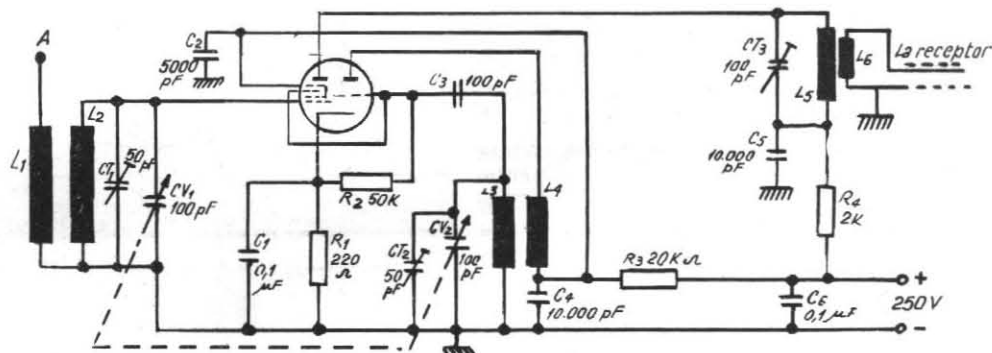 A
L1
L2
CT1
50pF
CV1
100pF
C2
5000
pF
C3
100pF
R2 50K
C1
0,1
µF
R1
220
Ω
CT2
50
pF
CV2
100
pF
L3
L4
C4
10.000pF
R3 20KΩ
CT3
100
pF
L5
L6
La receptor
C5
10.000
pF
R4
2K
C6
0,1µF
+
250V
-